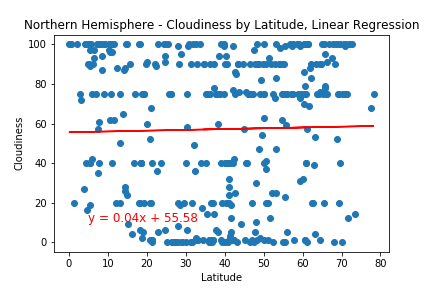 Northern Hemisphere - Cloudiness by Latitude, Linear Regression
100
80
60
40
20
0
Cloudiness
y = 0.04x + 55.58
0 10 20 30 40 50 60 70 80
Latitude